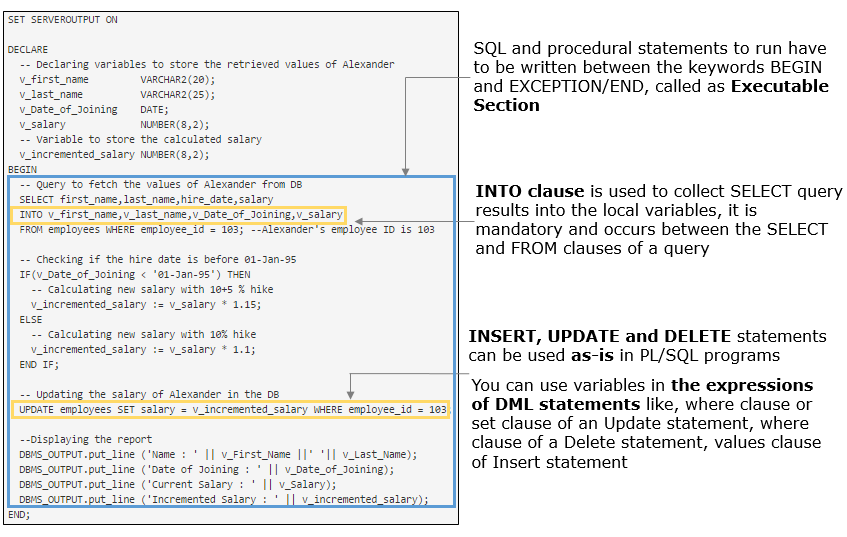 SET SERVEROUTPUT ON
DECLARE
-- Declaring variables to store the retrieved values of Alexander
v_first_name VARCHAR2(20);
v_last_name VARCHAR2(25);
v_Date_of_Joining DATE;
v_salary NUMBER(8,2);
-- Variable to store the calculated salary
v_incremented_salary NUMBER(8,2);
BEGIN
-- Query to fetch the values of Alexander from DB
SELECT first_name,last_name,hire_date,salary
INTO v_first_name,v_last_name,v_Date_of_Joining,v_salary
FROM employees WHERE employee_id = 103; --Alexander's employee ID is 103
-- Checking if the hire date is before 01-Jan-95
IF(v_Date_of_Joining < '01-Jan-95') THEN
-- Calculating new salary with 10+5 % hike
v_incremented_salary := v_salary * 1.15;
ELSE
-- Calculating new salary with 10% hike
v_incremented_salary := v_salary * 1.1;
END IF;
-- Updating the salary of Alexander in the DB
UPDATE employees SET salary = v_incremented_salary WHERE employee_id = 103;
--Displaying the report
DBMS_OUTPUT.put_line ('Name : ' || v_First_Name ||' '|| v_Last_Name);
DBMS_OUTPUT.put_line ('Date of Joining : ' || v_Date_of_Joining);
DBMS_OUTPUT.put_line ('Current Salary : ' || v_Salary);
DBMS_OUTPUT.put_line ('Incremented Salary : ' || v_incremented_salary);
END;
SQL and procedural statements to run have
to be written between the keywords BEGIN
and EXCEPTION/END, called as Executable
Section
INTO clause is used to collect SELECT query
results into the local variables, it is
mandatory and occurs between the SELECT
and FROM clauses of a query
INSERT, UPDATE and DELETE statements
can be used as-is in PL/SQL programs
You can use variables in the expressions
of DML statements like, where clause or
set clause of an Update statement, where
clause of a Delete statement, values clause
of Insert statement